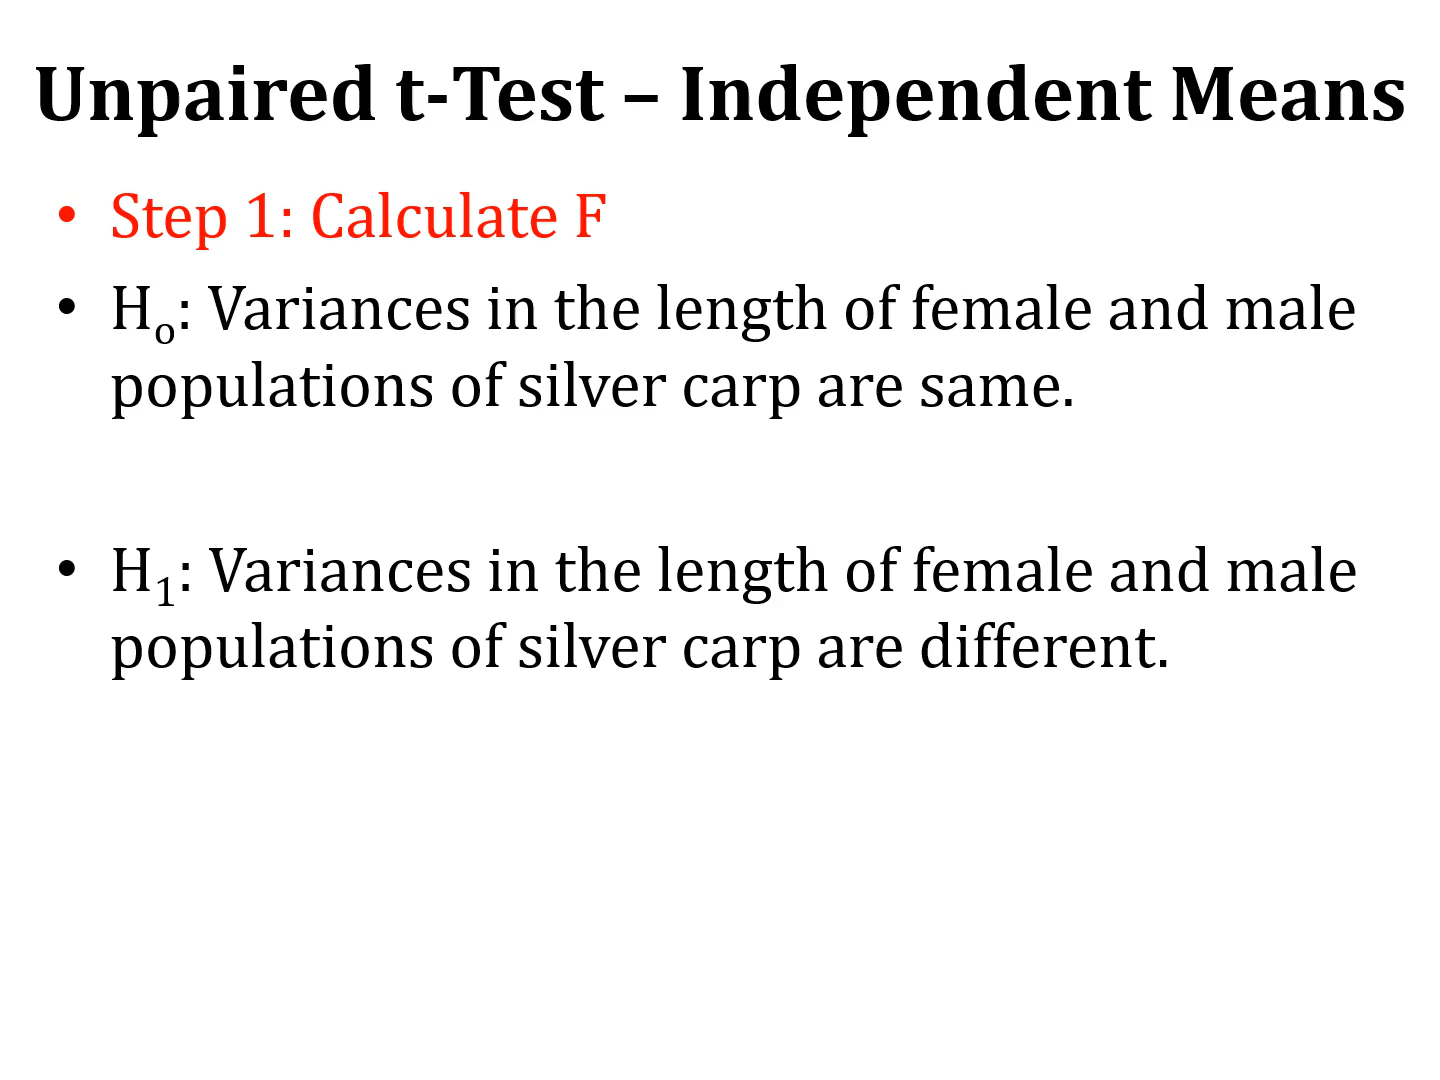 Unpaired t-Test – Independent Means
• Step 1: Calculate F
• Ho: Variances in the length of female and male
populations of silver carp are same.
• H1: Variances in the length of female and male
populations of silver carp are different.